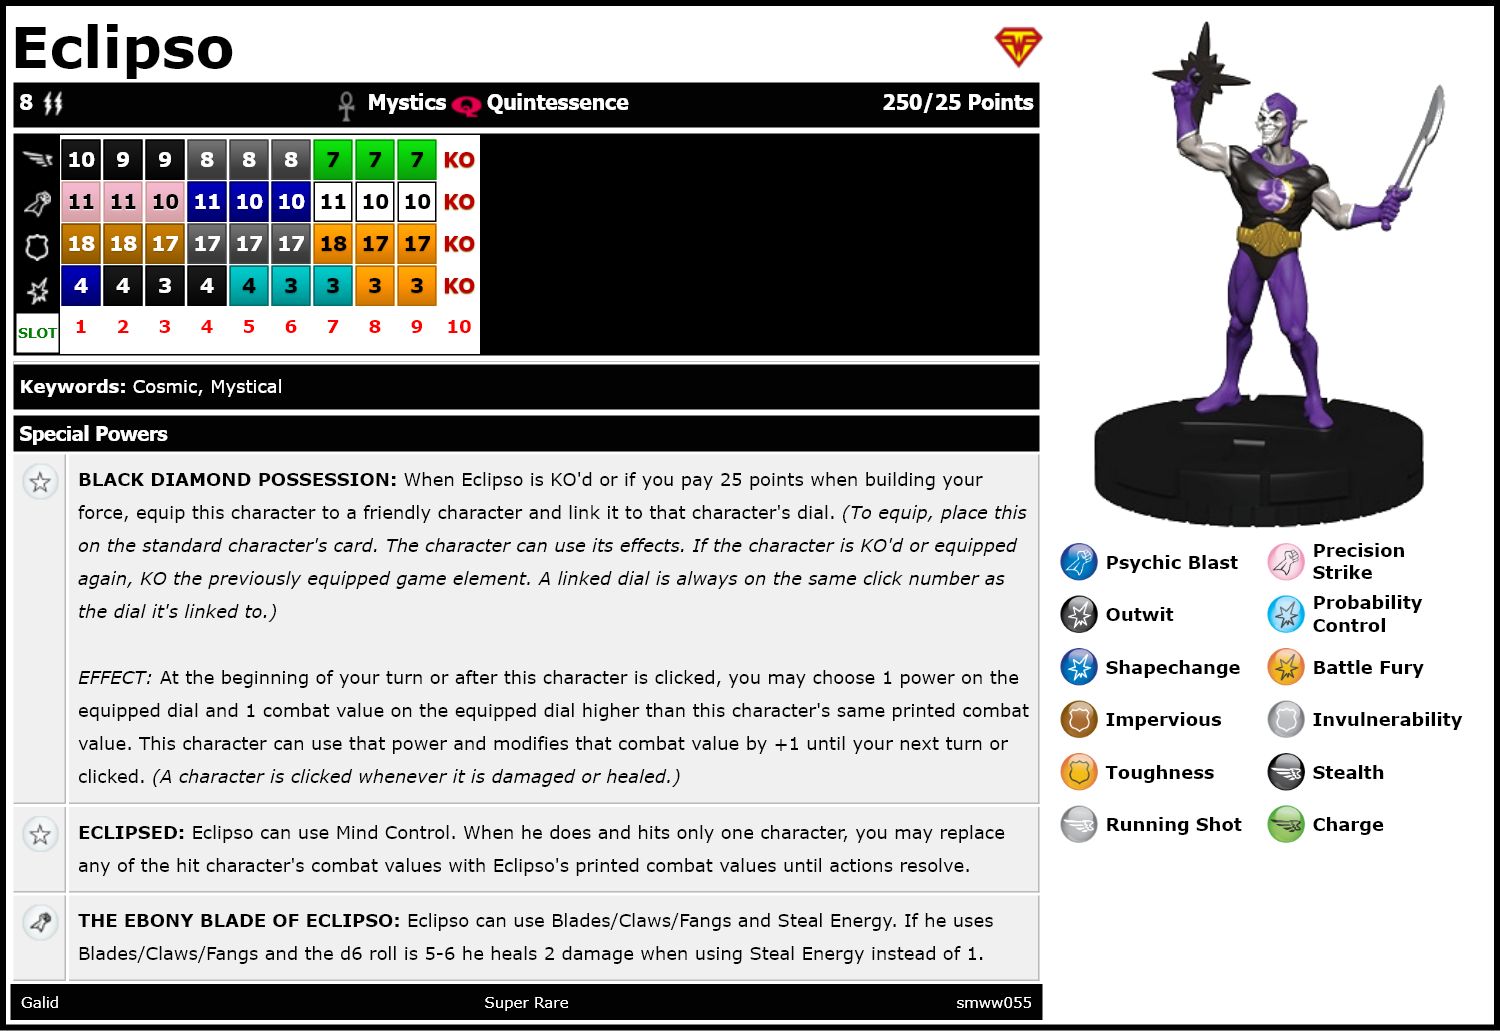 Eclipso
8 Mystics Quintessence 250/25 Points
10 9 9 8 8 8 7 7 7 KO
11 11 10 11 10 10 11 10 10 KO
18 18 17 17 17 17 18 17 17 KO
4 4 3 4 4 3 3 3 3 KO
SLOT 1 2 3 4 5 6 7 8 9 10
Keywords: Cosmic, Mystical
Special Powers
BLACK DIAMOND POSSESSION: When Eclipso is KO'd or if you pay 25 points when building your
force, equip this character to a friendly character and link it to that character's dial. (To equip, place this
on the standard character's card. The character can use its effects. If the character is KO'd or equipped
again, KO the previously equipped game element. A linked dial is always on the same click number as
the dial it's linked to.)
EFFECT: At the beginning of your turn or after this character is clicked, you may choose 1 power on the
equipped dial and 1 combat value on the equipped dial higher than this character's same printed combat
value. This character can use that power and modifies that combat value by +1 until your next turn or
clicked. (A character is clicked whenever it is damaged or healed.)
ECLIPSED: Eclipso can use Mind Control. When he does and hits only one character, you may replace
any of the hit character's combat values with Eclipso's printed combat values until actions resolve.
THE EBONY BLADE OF ECLIPSO: Eclipso can use Blades/Claws/Fangs and Steal Energy. If he uses
Blades/Claws/Fangs and the d6 roll is 5-6 he heals 2 damage when using Steal Energy instead of 1.
Galid Super Rare smww055
Psychic Blast
Precision
Strike
Outwit
Probability
Control
Shapechange
Battle Fury
Impervious
Invulnerability
Toughness
Stealth
Running Shot
Charge